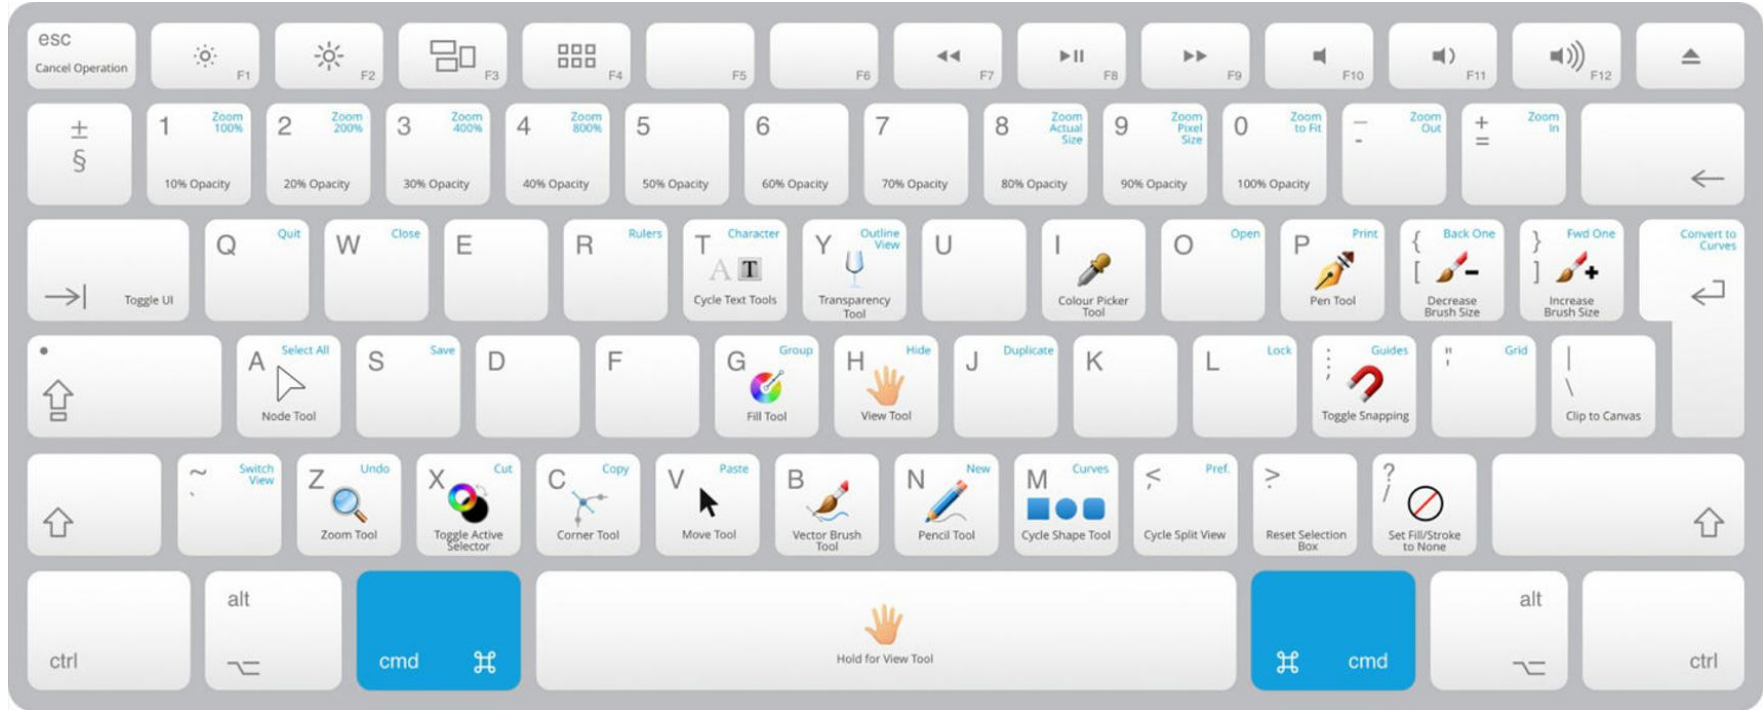 esc
Cancel Operation
F1
F2
F3
F4
F5
F6
F7
F8
F9
F10
F11
F12
±
§
1
Zoom
100%
10% Opacity
2
Zoom
200%
20% Opacity
3
Zoom
400%
30% Opacity
4
Zoom
800%
40% Opacity
5
50% Opacity
6
60% Opacity
7
70% Opacity
8
Zoom
Actual
Size
80% Opacity
9
Zoom
Pixel
Size
90% Opacity
0
Zoom
to Fit
100% Opacity
—
-
Zoom
Out
+
=
Zoom
In
Toggle UI
Q
Quit
W
Close
E
R
Rulers
T
Character
A T
Cycle Text Tools
Y
Outline
View
Transparency
Tool
U
I
Colour Picker
Tool
O
Open
P
Print
Pen Tool
{
[
Back One
Decrease
Brush Size
}
]
Fwd One
Increase
Brush Size
Convert to
Curves
A
Select All
Node Tool
S
Save
D
F
G
Group
Fill Tool
H
Hide
View Tool
J
Duplicate
K
L
Lock
:
;
Guides
Toggle Snapping
"
'
Grid
|
\
Clip to Canvas
~
`
Switch
View
Z
Undo
Zoom Tool
X
Cut
Toggle Active
Selector
C
Copy
Corner Tool
V
Paste
Move Tool
B
Vector Brush
Tool
N
New
Pencil Tool
M
Curves
Cycle Shape Tool
<
,
Pref.
Cycle Split View
>
.
Reset Selection
Box
?
/
Set Fill/Stroke
to None
ctrl
alt
cmd ⌘
Hold for View Tool
⌘ cmd
alt
ctrl